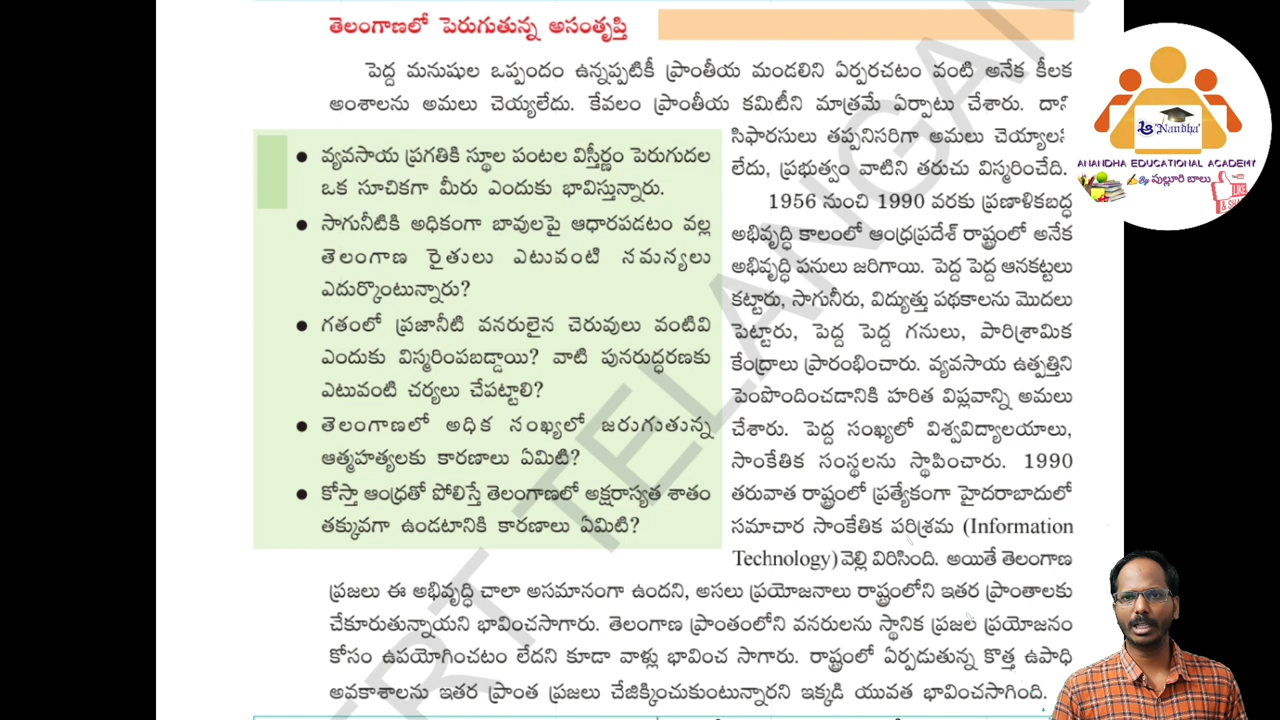 తెలంగాణలో పెరుగుతున్న అసంతృప్తి
పెద్ద మనుషుల ఒప్పందం ఉన్నప్పటికీ ప్రాంతీయ మండలిని ఏర్పరచటం వంటి అనేక కీలక
అంశాలను అమలు చెయ్యలేదు. కేవలం ప్రాంతీయ కమిటీని మాత్రమే ఏర్పాటు చేశారు. దాని
సిఫారసులు తప్పనిసరిగా అమలు చెయ్యాలని
లేదు, ప్రభుత్వం వాటిని తరుచు విస్మరించేది.
1956 నుంచి 1990 వరకు ప్రణాళికబద్ధ
అభివృద్ధి కాలంలో ఆంధ్రప్రదేశ్ రాష్ట్రంలో అనేక
అభివృద్ధి పనులు జరిగాయి. పెద్ద పెద్ద ఆనకట్టలు
కట్టారు, సాగునీరు, విద్యుత్తు పథకాలను మొదలు
పెట్టారు, పెద్ద పెద్ద గనులు, పారిశ్రామిక
కేంద్రాలు ప్రారంభించారు. వ్యవసాయ ఉత్పత్తిని
పెంపొందించడానికి హరిత విప్లవాన్ని అమలు
చేశారు. పెద్ద సంఖ్యలో విశ్వవిద్యాలయాలు,
సాంకేతిక సంస్థలను స్థాపించారు. 1990
తరువాత రాష్ట్రంలో ప్రత్యేకంగా హైదరాబాదులో
సమాచార సాంకేతిక పరిశ్రమ (Information
Technology) వెల్లి విరిసింది. అయితే తెలంగాణ
ప్రజలు ఈ అభివృద్ధి చాలా అసమానంగా ఉందని, అసలు ప్రయోజనాలు రాష్ట్రంలోని ఇతర ప్రాంతాలకు
చేకూరుతున్నాయని భావించసాగారు. తెలంగాణ ప్రాంతంలోని వనరులను స్థానిక ప్రజల ప్రయోజనం
కోసం ఉపయోగించటం లేదని కూడా వాళ్లు భావించ సాగారు. రాష్ట్రంలో ఏర్పడుతున్న కొత్త ఉపాధి
అవకాశాలను ఇతర ప్రాంత ప్రజలు చేజిక్కించుకుంటున్నారని ఇక్కడి యువత భావించసాగింది.
● వ్యవసాయ ప్రగతికి స్థూల పంటల విస్తీర్ణం పెరుగుదల
ఒక సూచికగా మీరు ఎందుకు భావిస్తున్నారు.
● సాగునీటికి అధికంగా బావులపై ఆధారపడటం వల్ల
తెలంగాణ రైతులు ఎటువంటి సమస్యలు
ఎదుర్కొంటున్నారు?
● గతంలో ప్రజానీటి వనరులైన చెరువులు వంటివి
ఎందుకు విస్మరింపబడ్డాయి? వాటి పునరుద్ధరణకు
ఎటువంటి చర్యలు చేపట్టాలి?
● తెలంగాణలో అధిక సంఖ్యలో జరుగుతున్న
ఆత్మహత్యలకు కారణాలు ఏమిటి?
● కోస్తా ఆంధ్రతో పోలిస్తే తెలంగాణలో అక్షరాస్యత శాతం
తక్కువగా ఉండటానికి కారణాలు ఏమిటి?
'Nandha'
ANANDHA EDUCATIONAL ACADEMY
By పుల్లూరి బాలు
LIKE
& SHARE